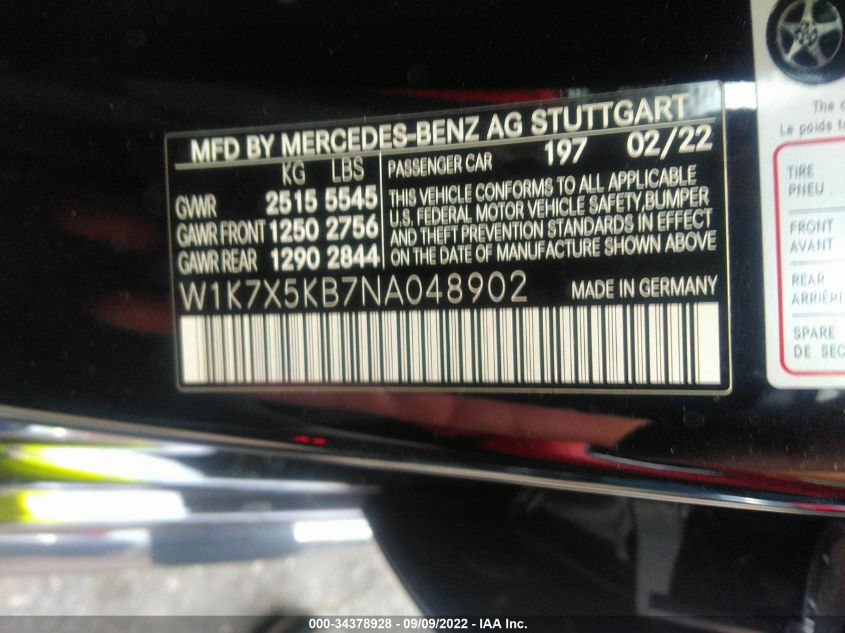 MFD BY MERCEDES-BENZ AG STUTTGART
KG LBS
GVWR 2515 5545
GAWR FRONT 1250 2756
GAWR REAR 1290 2844
PASSENGER CAR 197 02/22
THIS VEHICLE CONFORMS TO ALL APPLICABLE
U.S. FEDERAL MOTOR VEHICLE SAFETY,BUMPER
AND THEFT PREVENTION STANDARDS IN EFFECT
ON THE DATE OF MANUFACTURE SHOWN ABOVE
W1K7X5KB7NA048902 MADE IN GERMANY
The
Le poids
TIRE
PNEU
FRONT
AVANT
REAR
SPARE
DE
000-34378928 - 09/09/2022 - IAA Inc.